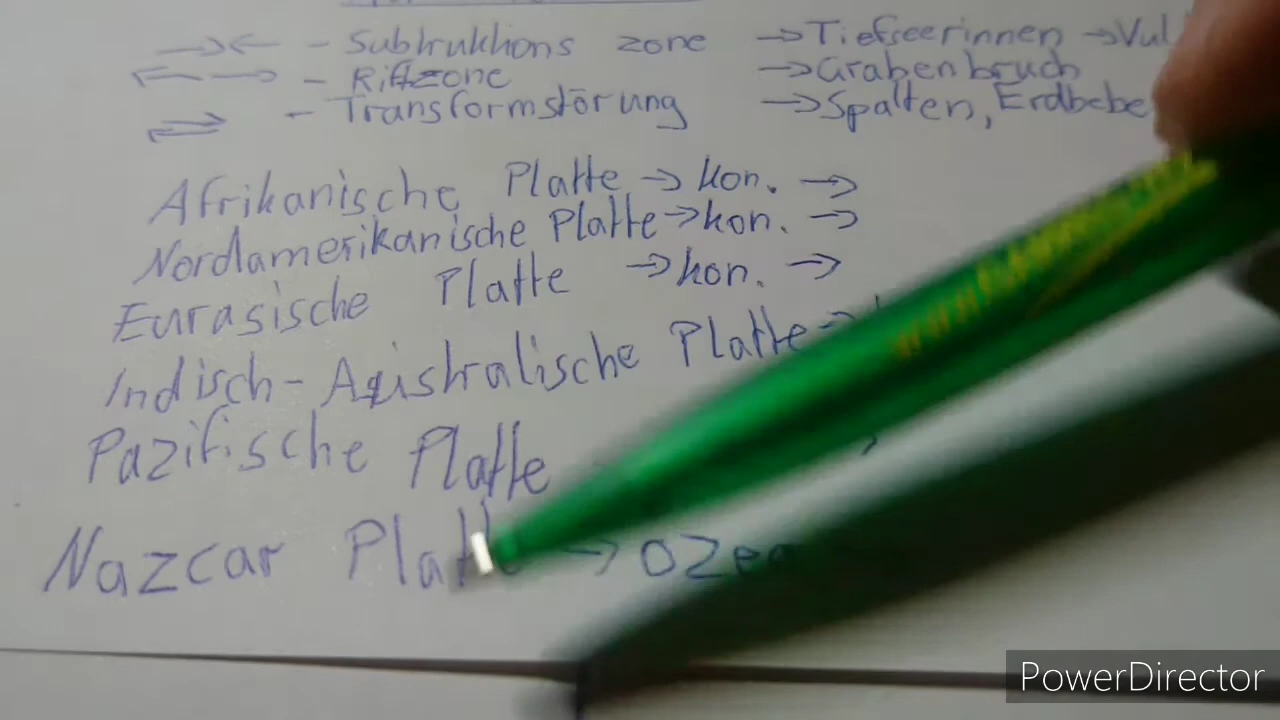 →← - Subtruktions zone →Tiefseerinnen →Vul
←→ - Riftzone →Grabenbruch
⇌ - Transformstörung →Spalten, Erdbebe
Afrikanische Platte → kon. →
Nordamerikanische Platte→kon. →
Eurasische Platte →kon. →
Indisch-Australische Platte→
Pazifische Platte
Nazcar Platte → oze
PowerDirector